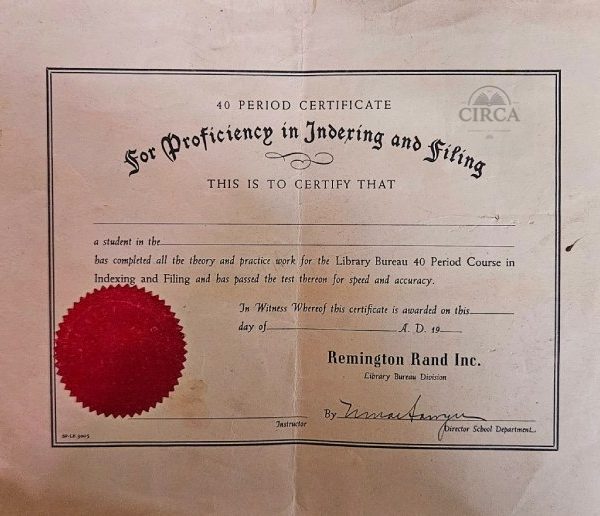 CIRCA
40 PERIOD CERTIFICATE
For Proficiency in Indexing and Filing
THIS IS TO CERTIFY THAT
a student in the
has completed all the theory and practice work for the Library Bureau 40 Period Course in
Indexing and Filing and has passed the test thereon for speed and accuracy.
In Witness Whereof this certificate is awarded on this
day of A. D. 19
Remington Rand Inc.
Library Bureau Division
By
Instructor
Director School Department